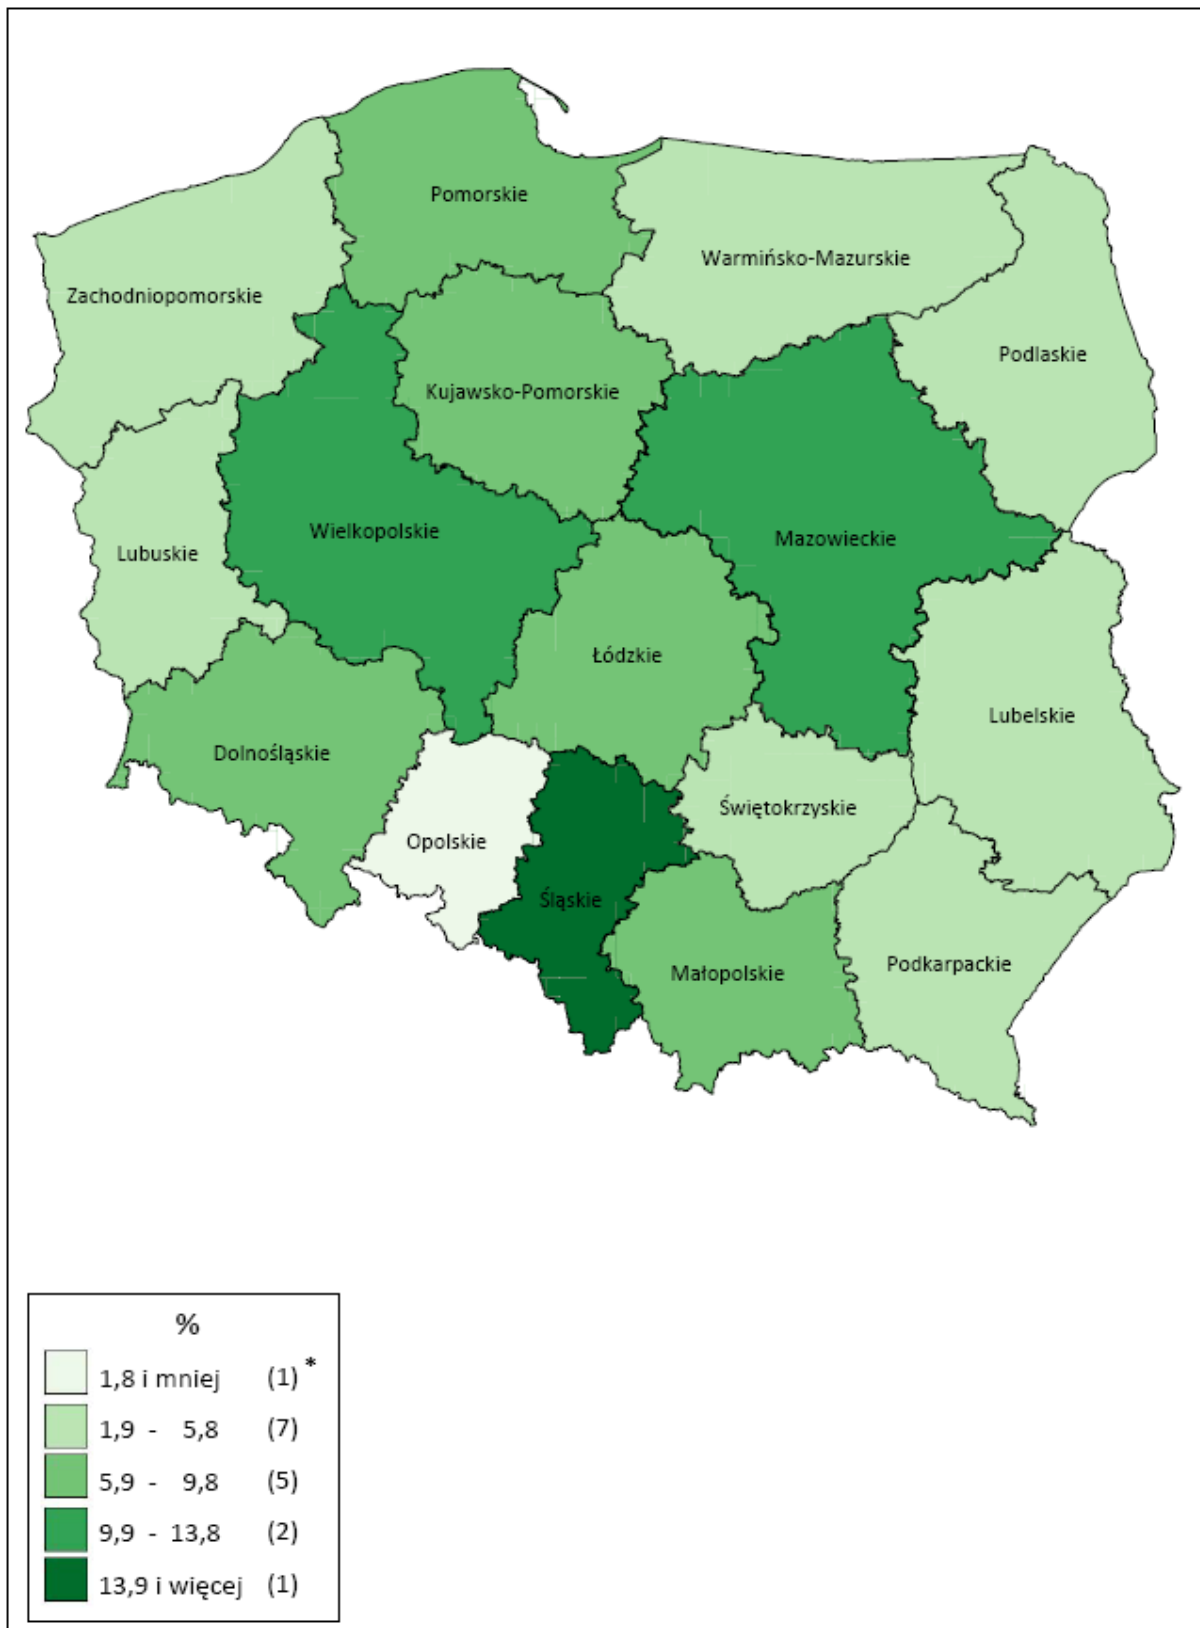 Pomorskie
Warmińsko-Mazurskie
Zachodniopomorskie
Podlaskie
Kujawsko-Pomorskie
Wielkopolskie
Mazowieckie
Lubuskie
Łódzkie
Lubelskie
Dolnośląskie
Świętokrzyskie
Opolskie
Śląskie
Podkarpackie
Małopolskie
%
1,8 i mniej (1) *
1,9 - 5,8 (7)
5,9 - 9,8 (5)
9,9 - 13,8 (2)
13,9 i więcej (1)